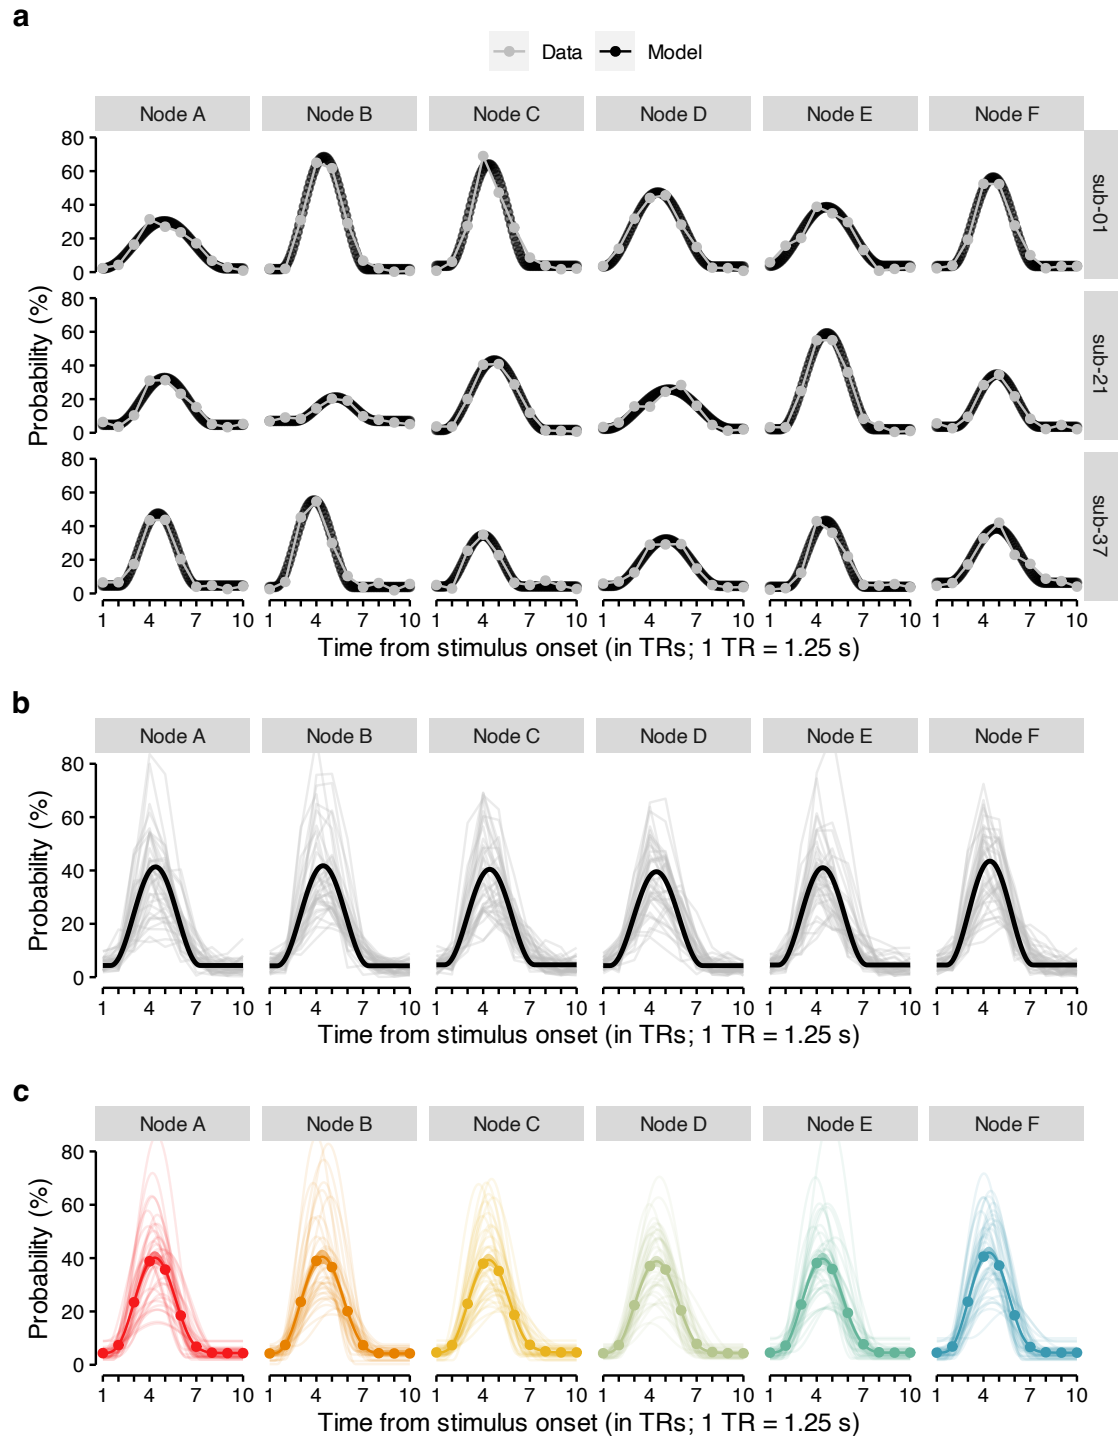 a
Data Model
Node A Node B Node C Node D Node E Node F
80
60
40
20
0
sub-01
80
60
40
20
0
sub-21
80
60
40
20
0
sub-37
Probability (%)
1 4 7 10 1 4 7 10 1 4 7 10 1 4 7 10 1 4 7 10 1 4 7 10
Time from stimulus onset (in TRs; 1 TR = 1.25 s)
b
Node A Node B Node C Node D Node E Node F
80
60
40
20
0
Probability (%)
1 4 7 10 1 4 7 10 1 4 7 10 1 4 7 10 1 4 7 10 1 4 7 10
Time from stimulus onset (in TRs; 1 TR = 1.25 s)
c
Node A Node B Node C Node D Node E Node F
80
60
40
20
0
Probability (%)
1 4 7 10 1 4 7 10 1 4 7 10 1 4 7 10 1 4 7 10 1 4 7 10
Time from stimulus onset (in TRs; 1 TR = 1.25 s)